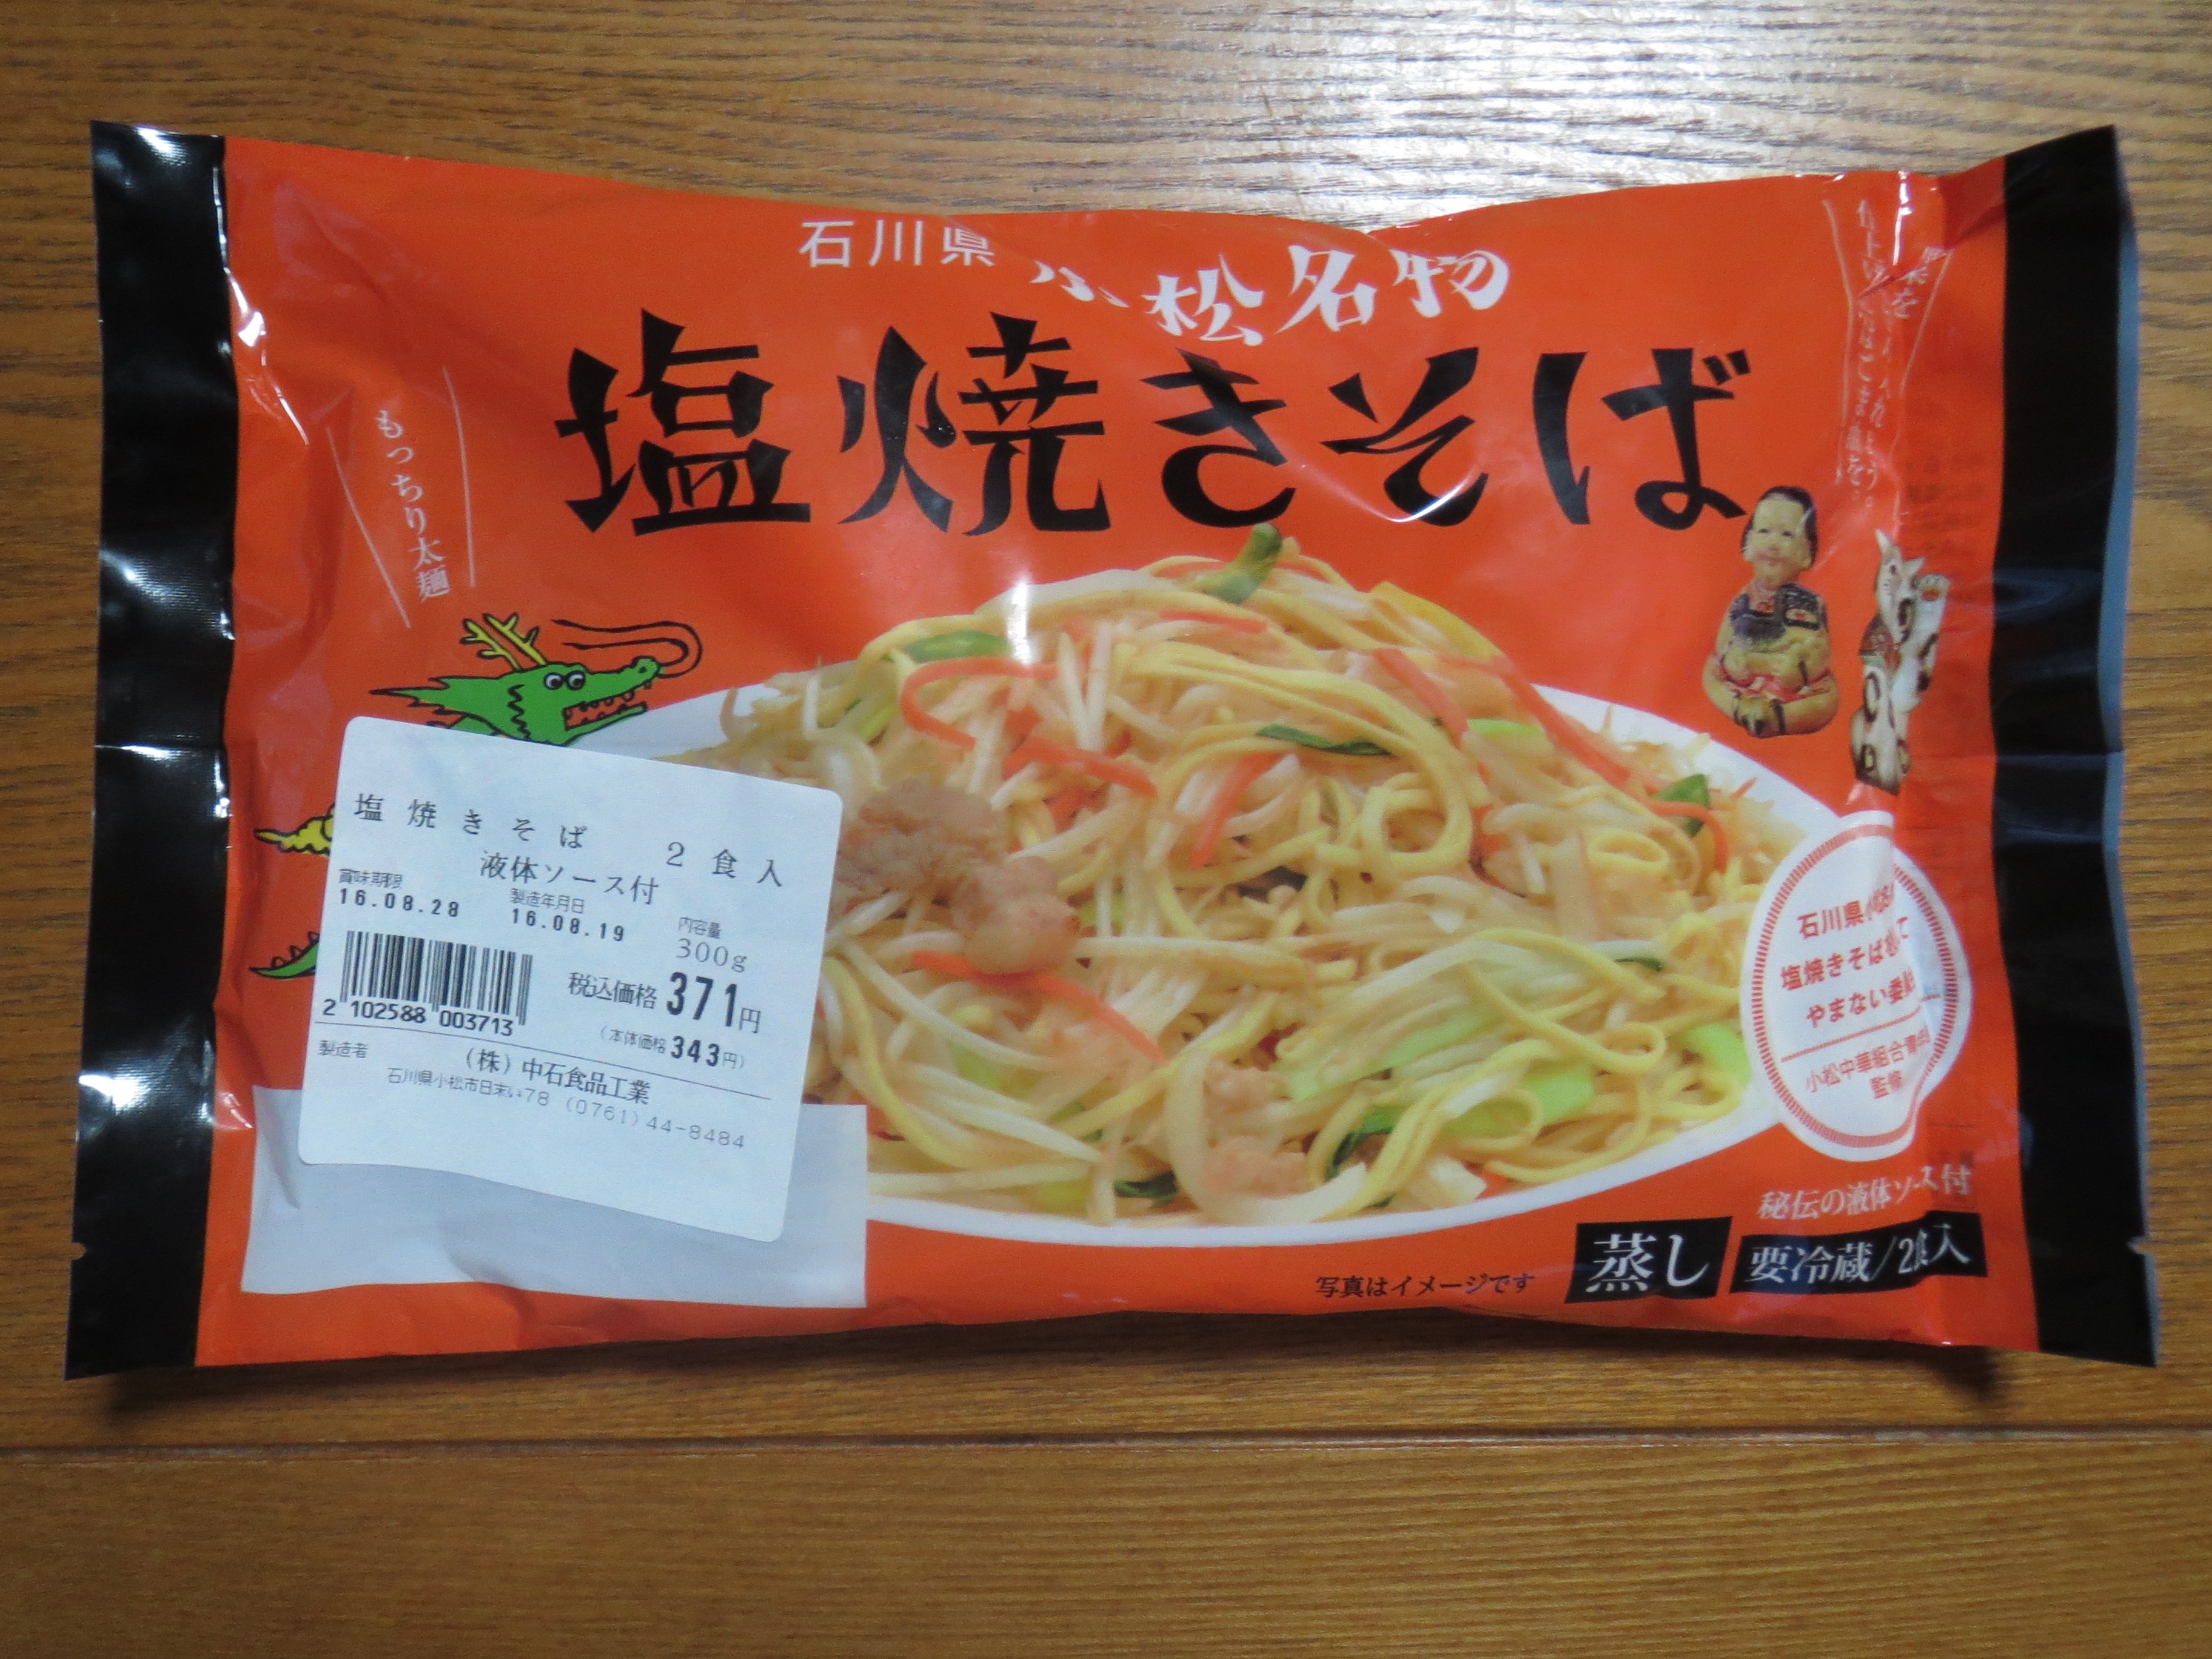 石川県 小松名物
塩焼きそば
もっちり太麺
塩焼きそば 2食入
液体ソース付
賞味期限
16.08.28
製造年月日
16.08.19
内容量
300g
税込価格 371円
(本体価格 343円)
2 102588 003713
製造者
(株)中石食品工業
石川県小松市日末い78 (0761)44-8484
石川県
塩焼きそば
やまない委
小松中華組合青
監修
秘伝の液体ソース付
蒸し
要冷蔵/2食入
写真はイメージです